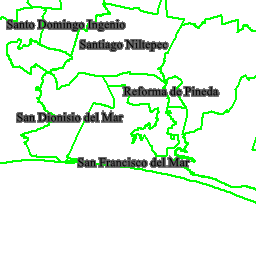 Santo Domingo Ingenio
Santiago Niltepec
Reforma de Pineda
San Dionisio del Mar
San Francisco del Mar